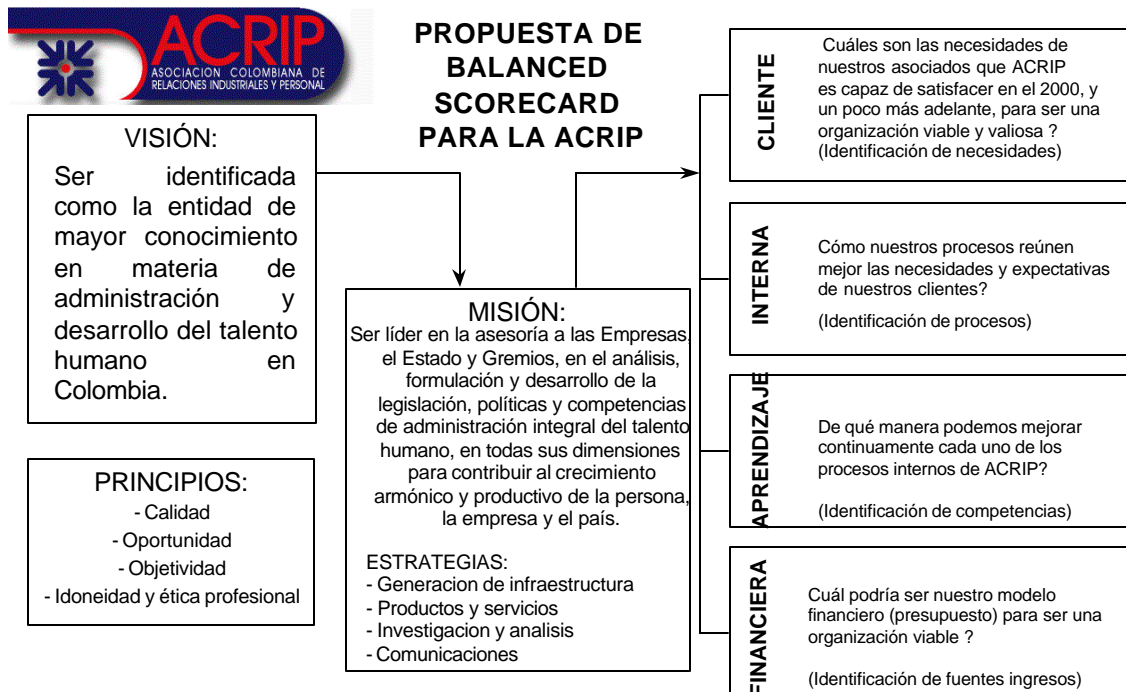 ACRIP
ASOCIACION COLOMBIANA DE
RELACIONES INDUSTRIALES Y PERSONAL
PROPUESTA DE
BALANCED
SCORECARD
PARA LA ACRIP
VISIÓN:
Ser identificada
como la entidad de
mayor conocimiento
en materia de
administración y
desarrollo del talento
humano en
Colombia.
PRINCIPIOS:
- Calidad
- Oportunidad
- Objetividad
- Idoneidad y ética profesional
MISIÓN:
Ser líder en la asesoría a las Empresas,
el Estado y Gremios, en el análisis,
formulación y desarrollo de la
legislación, políticas y competencias
de administración integral del talento
humano, en todas sus dimensiones
para contribuir al crecimiento
armónico y productivo de la persona,
la empresa y el país.
ESTRATEGIAS:
- Generacion de infraestructura
- Productos y servicios
- Investigacion y analisis
- Comunicaciones
CLIENTE
Cuáles son las necesidades de
nuestros asociados que ACRIP
es capaz de satisfacer en el 2000, y
un poco más adelante, para ser una
organización viable y valiosa ?
(Identificación de necesidades)
INTERNA
Cómo nuestros procesos reúnen
mejor las necesidades y expectativas
de nuestros clientes?
(Identificación de procesos)
APRENDIZAJE
De qué manera podemos mejorar
continuamente cada uno de los
procesos internos de ACRIP?
(Identificación de competencias)
FINANCIERA
Cuál podría ser nuestro modelo
financiero (presupuesto) para ser una
organización viable ?
(Identificación de fuentes ingresos)